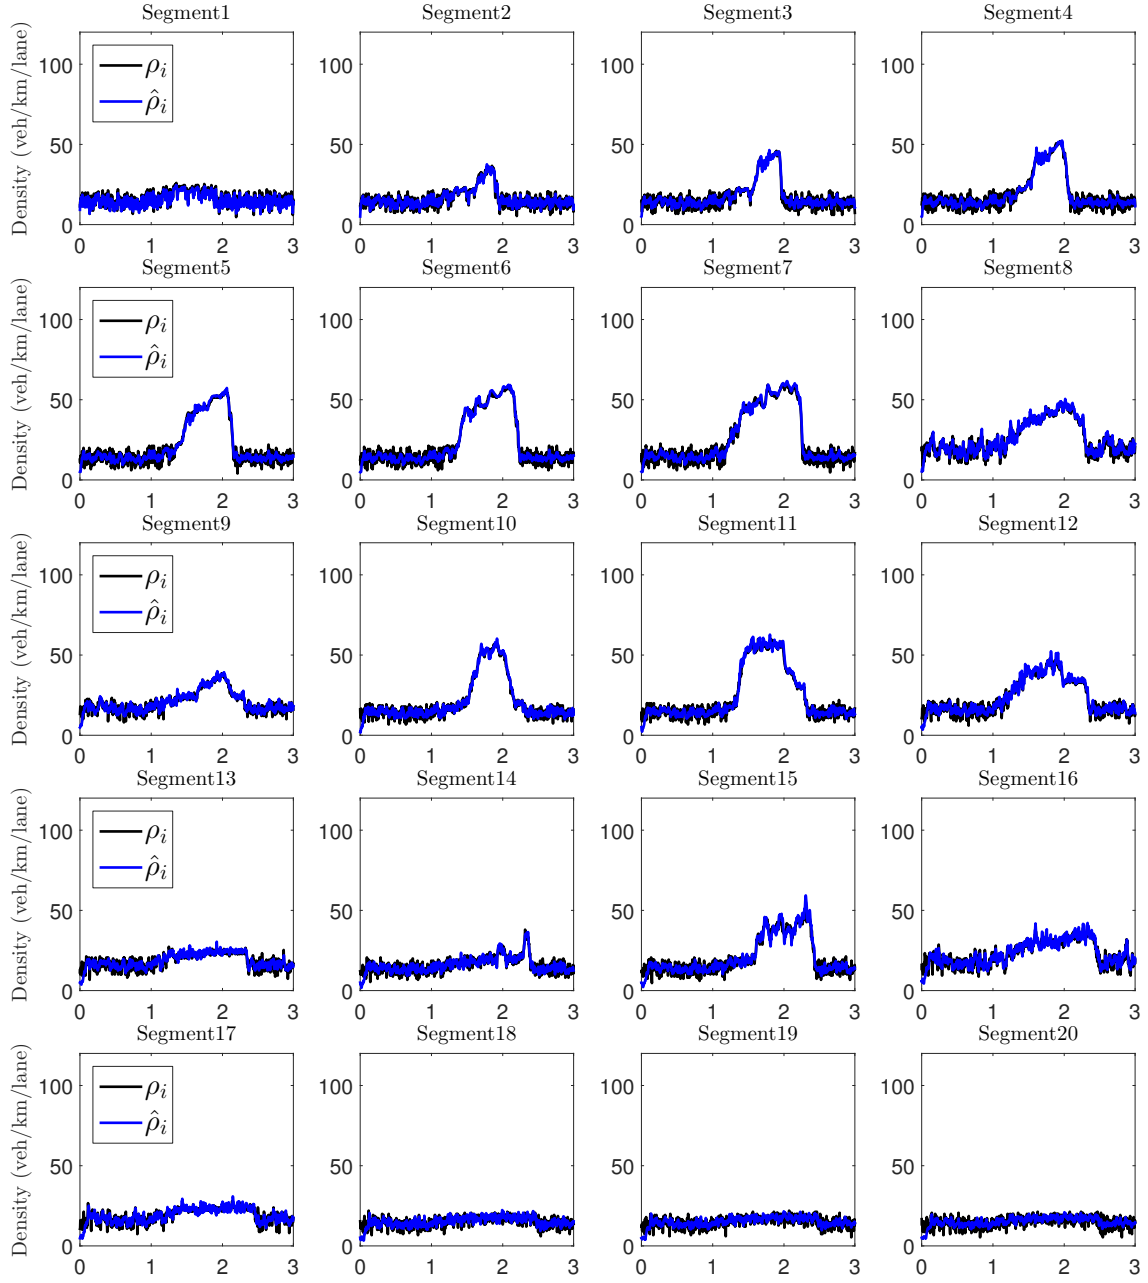 Segment1 Segment2 Segment3 Segment4
Density (veh/km/lane)
100
50
0
ρ_i
ρ̂_i
0 1 2 3
100
50
0
0 1 2 3
100
50
0
0 1 2 3
100
50
0
0 1 2 3
Segment5 Segment6 Segment7 Segment8
Density (veh/km/lane)
100
50
0
ρ_i
ρ̂_i
0 1 2 3
100
50
0
0 1 2 3
100
50
0
0 1 2 3
100
50
0
0 1 2 3
Segment9 Segment10 Segment11 Segment12
Density (veh/km/lane)
100
50
0
ρ_i
ρ̂_i
0 1 2 3
100
50
0
0 1 2 3
100
50
0
0 1 2 3
100
50
0
0 1 2 3
Segment13 Segment14 Segment15 Segment16
Density (veh/km/lane)
100
50
0
ρ_i
ρ̂_i
0 1 2 3
100
50
0
0 1 2 3
100
50
0
0 1 2 3
100
50
0
0 1 2 3
Segment17 Segment18 Segment19 Segment20
Density (veh/km/lane)
100
50
0
ρ_i
ρ̂_i
0 1 2 3
100
50
0
0 1 2 3
100
50
0
0 1 2 3
100
50
0
0 1 2 3